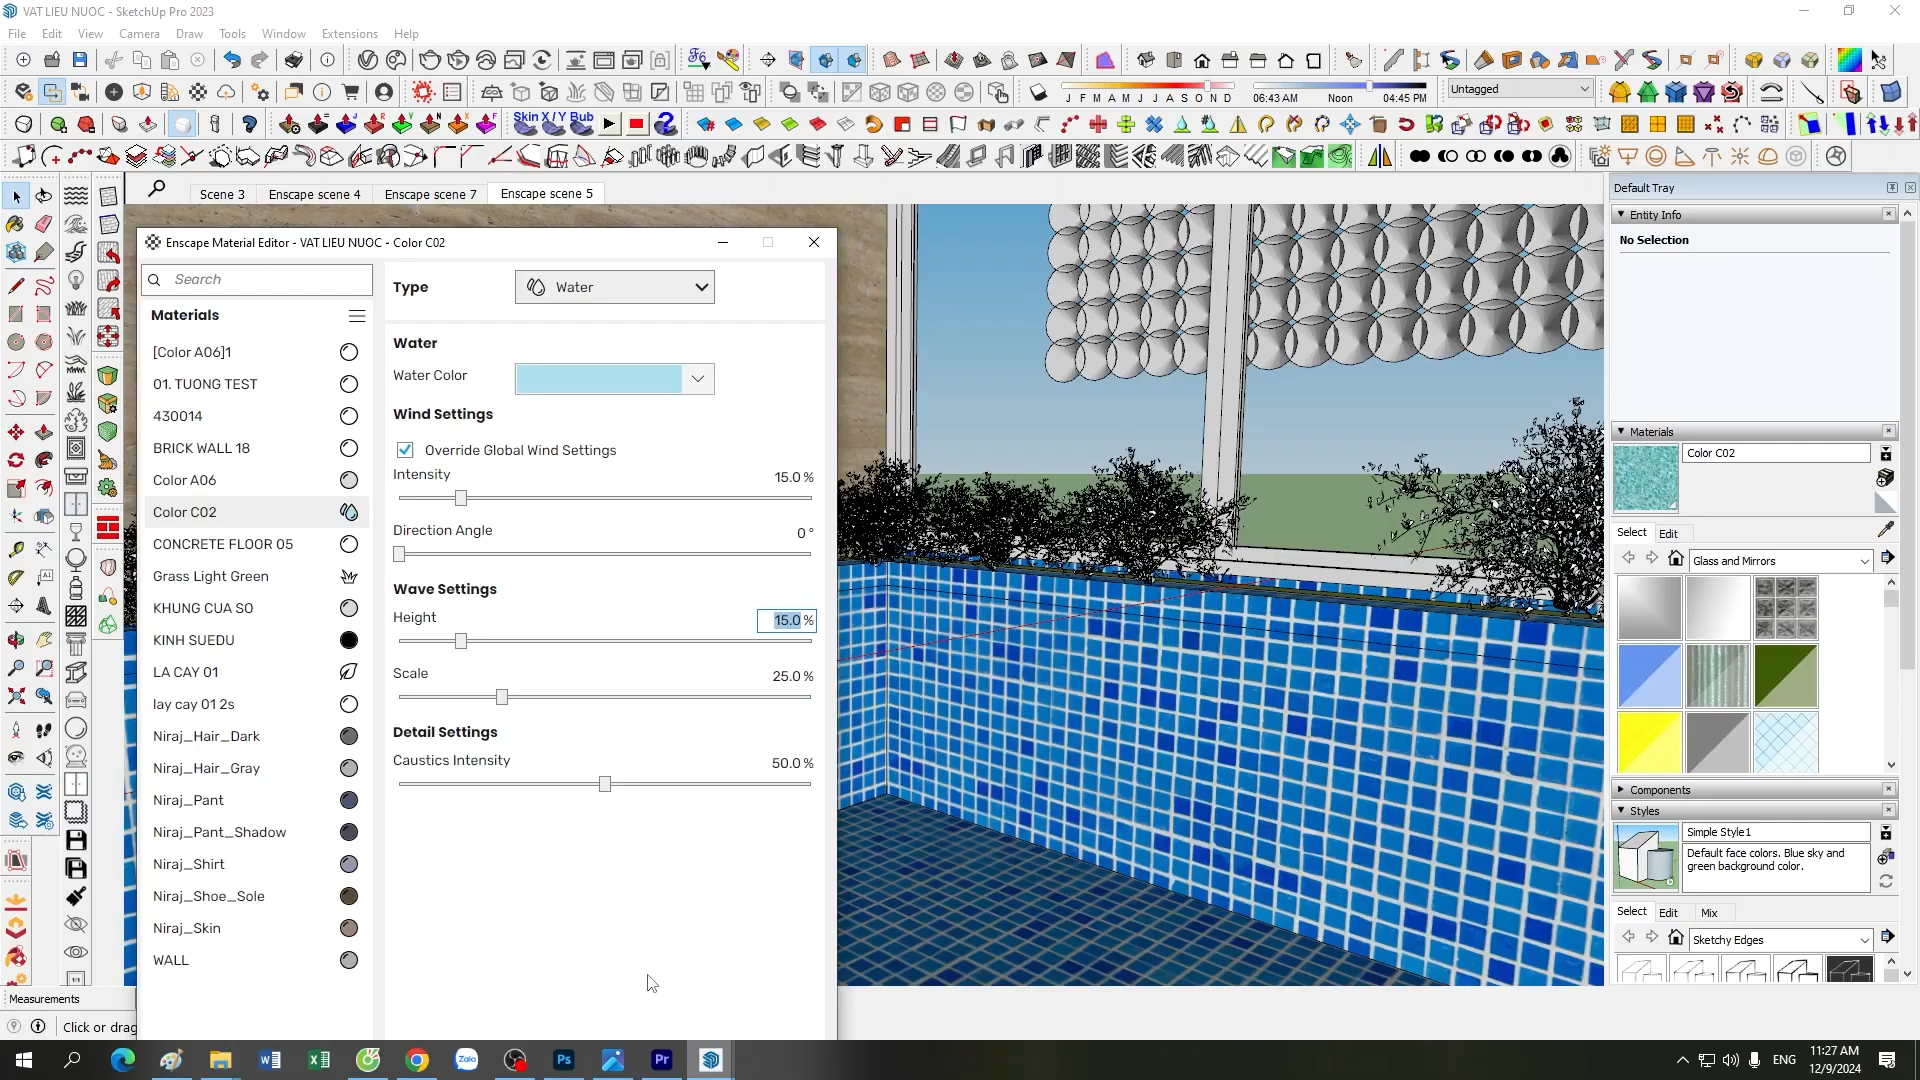 VAT LIEU NUOC - SketchUp Pro 2023
File Edit View Camera Draw Tools Window Extensions Help
J F M A M J J A S O N D
06:43 AM Noon 04:45 PM
Untagged
Skin X / Y Bub
Scene 3 Enscape scene 4 Enscape scene 7 Enscape scene 5
Enscape Material Editor - VAT LIEU NUOC - Color C02
Search
Materials
[Color A06]1
01. TUONG TEST
430014
BRICK WALL 18
Color A06
Color C02
CONCRETE FLOOR 05
Grass Light Green
KHUNG CUA SO
KINH SUEDU
LA CAY 01
lay cay 01 2s
Niraj_Hair_Dark
Niraj_Hair_Gray
Niraj_Pant
Niraj_Pant_Shadow
Niraj_Shirt
Niraj_Shoe_Sole
Niraj_Skin
WALL
Type
Water
Water
Water Color
Wind Settings
Override Global Wind Settings
Intensity
15.0 %
Direction Angle
0 °
Wave Settings
Height
15.0 %
Scale
25.0 %
Detail Settings
Caustics Intensity
50.0 %
Default Tray
Entity Info
No Selection
Materials
Color C02
Select Edit
Glass and Mirrors
Components
Styles
Simple Style1
Default face colors. Blue sky and
green background color.
Select Edit Mix
Sketchy Edges
Measurements
Click or drag
ENG
11:27 AM
12/9/2024